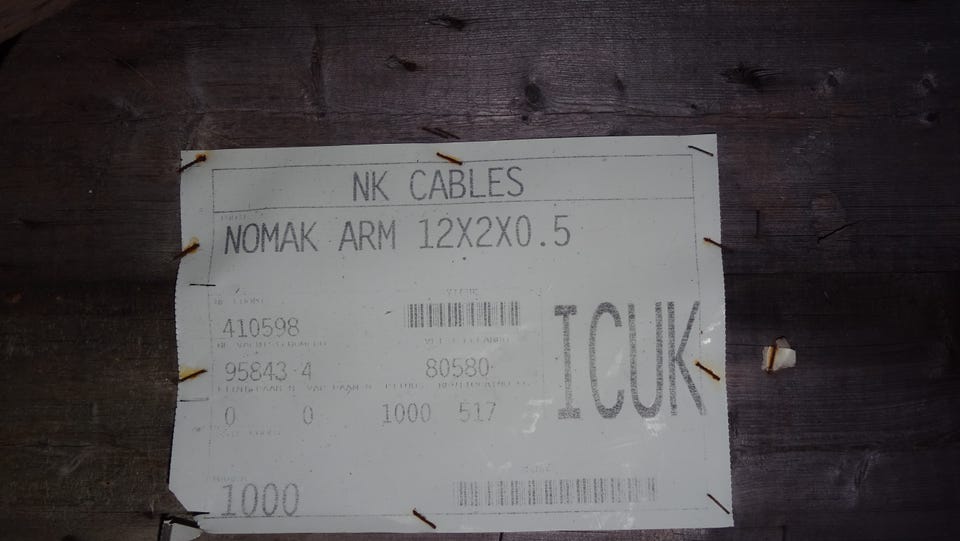 NK CABLES
NOMAK ARM 12X2X0.5
410598
ICUK
95843 4 80580
0 0 1000 517
1000